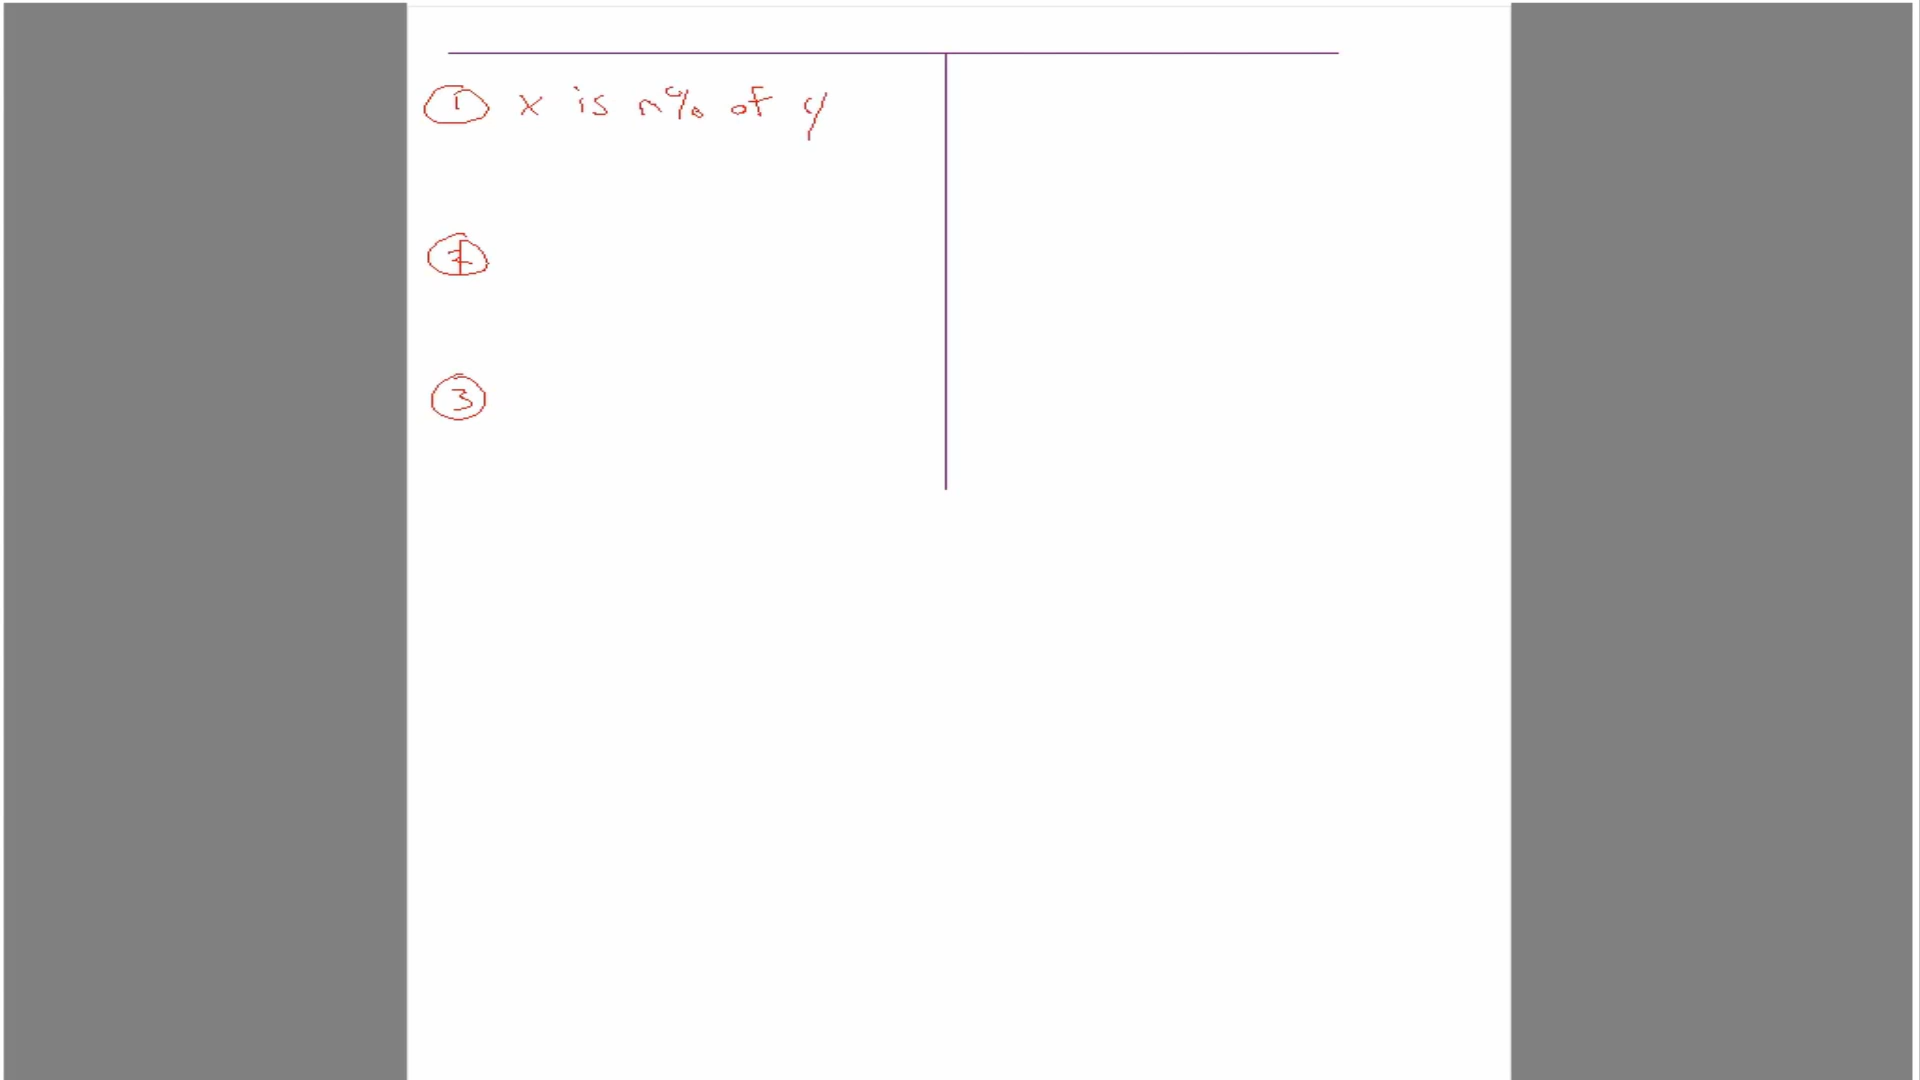 ① x is n% of y
②
③